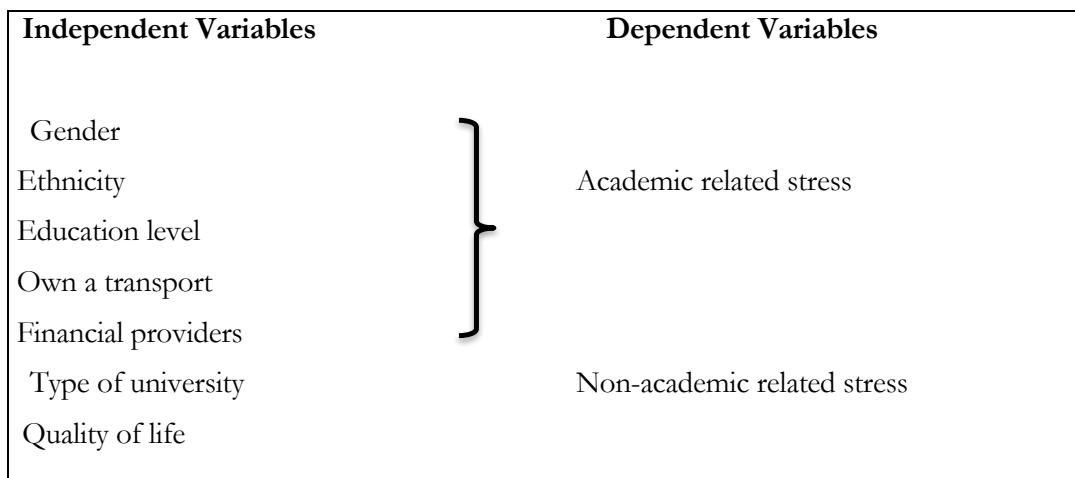 Independent Variables Dependent Variables
Gender
Ethnicity Academic related stress
Education level
Own a transport
Financial providers
Type of university Non-academic related stress
Quality of life